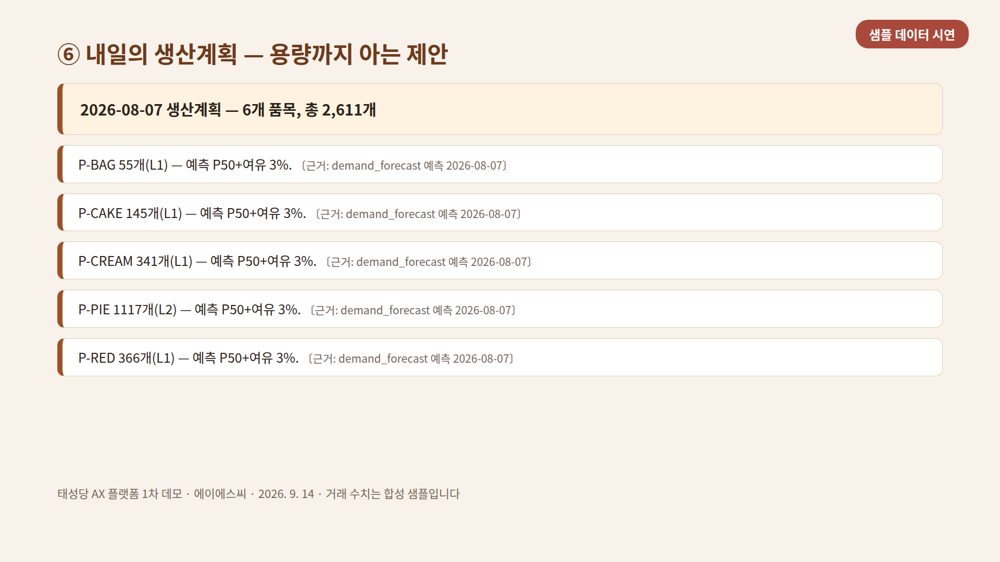 샘플 데이터 시연
⑥ 내일의 생산계획 — 용량까지 아는 제안
2026-08-07 생산계획 — 6개 품목, 총 2,611개
P-BAG 55개(L1) — 예측 P50+여유 3%. 〔근거: demand_forecast 예측 2026-08-07〕
P-CAKE 145개(L1) — 예측 P50+여유 3%. 〔근거: demand_forecast 예측 2026-08-07〕
P-CREAM 341개(L1) — 예측 P50+여유 3%. 〔근거: demand_forecast 예측 2026-08-07〕
P-PIE 1117개(L2) — 예측 P50+여유 3%. 〔근거: demand_forecast 예측 2026-08-07〕
P-RED 366개(L1) — 예측 P50+여유 3%. 〔근거: demand_forecast 예측 2026-08-07〕
태성당 AX 플랫폼 1차 데모 · 에이에스씨 · 2026. 9. 14 · 거래 수치는 합성 샘플입니다